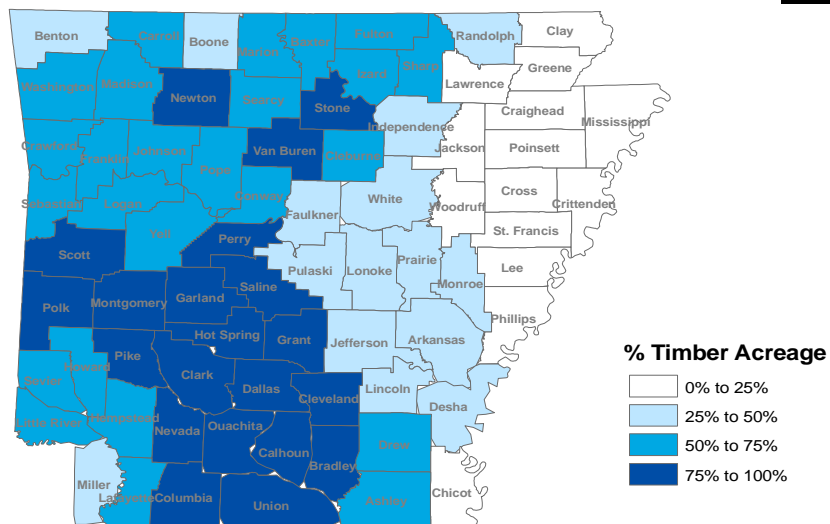 Benton
Carroll
Boone
Marion
Baxter
Fulton
Randolph
Clay
Washington
Madison
Newton
Searcy
Stone
Izard
Sharp
Lawrence
Greene
Independence
Craighead
Mississippi
Crawford
Franklin
Johnson
Pope
Van Buren
Cleburne
Jackson
Poinsett
Sebastian
Logan
Conway
Faulkner
White
Woodruff
Cross
Crittenden
Scott
Yell
Perry
Pulaski
Lonoke
Prairie
Monroe
St. Francis
Lee
Polk
Montgomery
Garland
Saline
Phillips
Hot Spring
Grant
Jefferson
Arkansas
Howard
Pike
Clark
Dallas
Cleveland
Lincoln
Desha
Sevier
Little River
Hempstead
Nevada
Ouachita
Calhoun
Bradley
Drew
Miller
Lafayette
Columbia
Union
Ashley
Chicot
% Timber Acreage
0% to 25%
25% to 50%
50% to 75%
75% to 100%